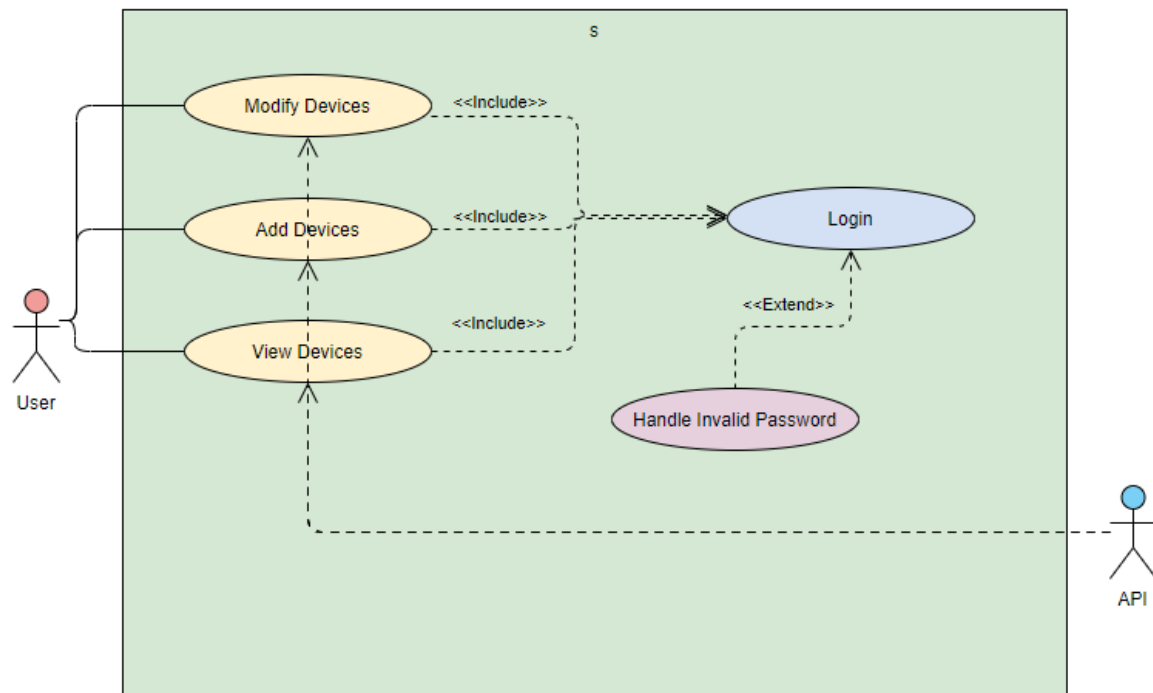 s
Modify Devices
<<Include>>
Add Devices
<<Include>>
Login
<<Extend>>
View Devices
<<Include>>
User
Handle Invalid Password
API